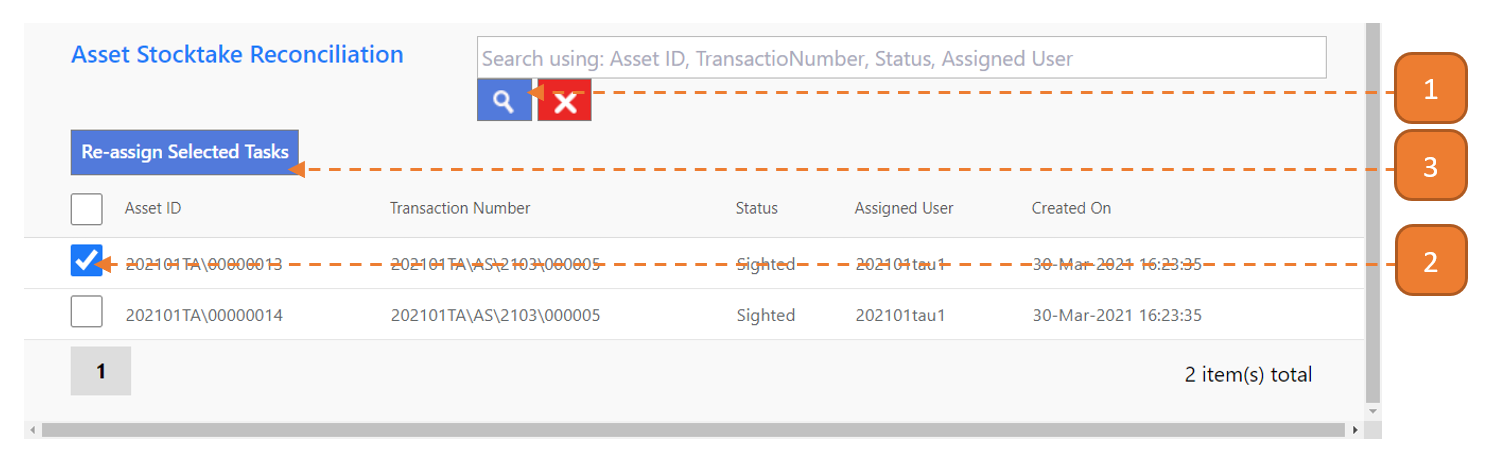 Asset Stocktake Reconciliation
Search using: Asset ID, TransactioNumber, Status, Assigned User
1
Re-assign Selected Tasks
3
Asset ID Transaction Number Status Assigned User Created On
202101TA\00000013 202101TA\AS\2103\000005 Sighted 202101tau1 30-Mar-2021 16:23:35
2
202101TA\00000014 202101TA\AS\2103\000005 Sighted 202101tau1 30-Mar-2021 16:23:35
1
2 item(s) total